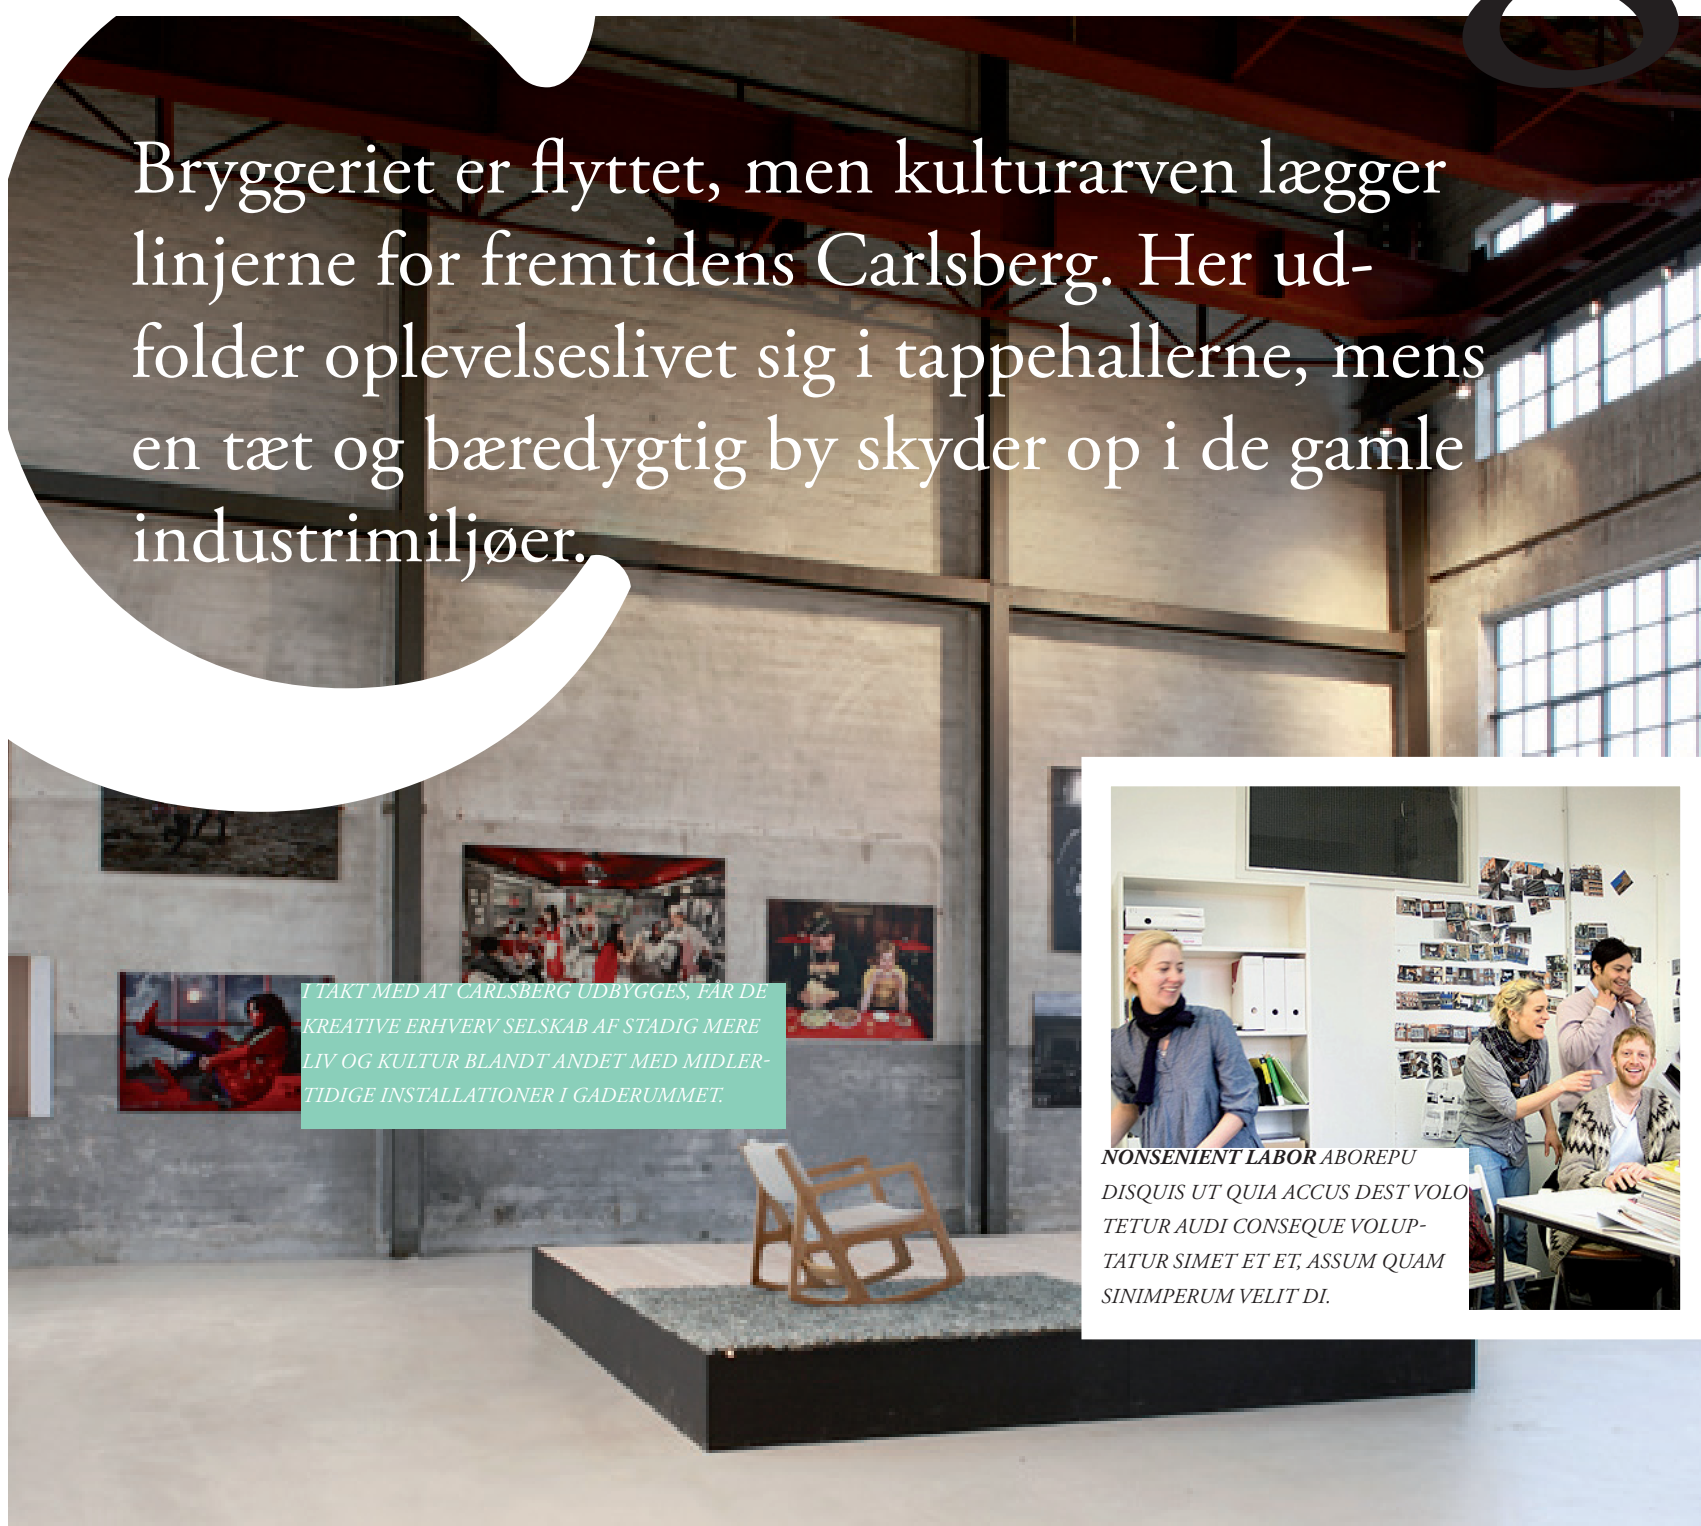 Bryggeriet er flyttet, men kulturarven lægger
linjerne for fremtidens Carlsberg. Her ud-
folder oplevelseslivet sig i tappehallerne, mens
en tæt og bæredygtig by skyder op i de gamle
industrimiljøer.
I TAKT MED AT CARLSBERG UDBYGGES, FÅR DE
KREATIVE ERHVERV SELSKAB AF STADIG MERE
LIV OG KULTUR BLANDT ANDET MED MIDLER-
TIDIGE INSTALLATIONER I GADERUMMET.
NONSENIENT LABOR ABOREPU
DISQUIS UT QUIA ACCUS DEST VOLO
TETUR AUDI CONSEQUE VOLUP-
TATUR SIMET ET ET, ASSUM QUAM
SINIMPERUM VELIT DI.